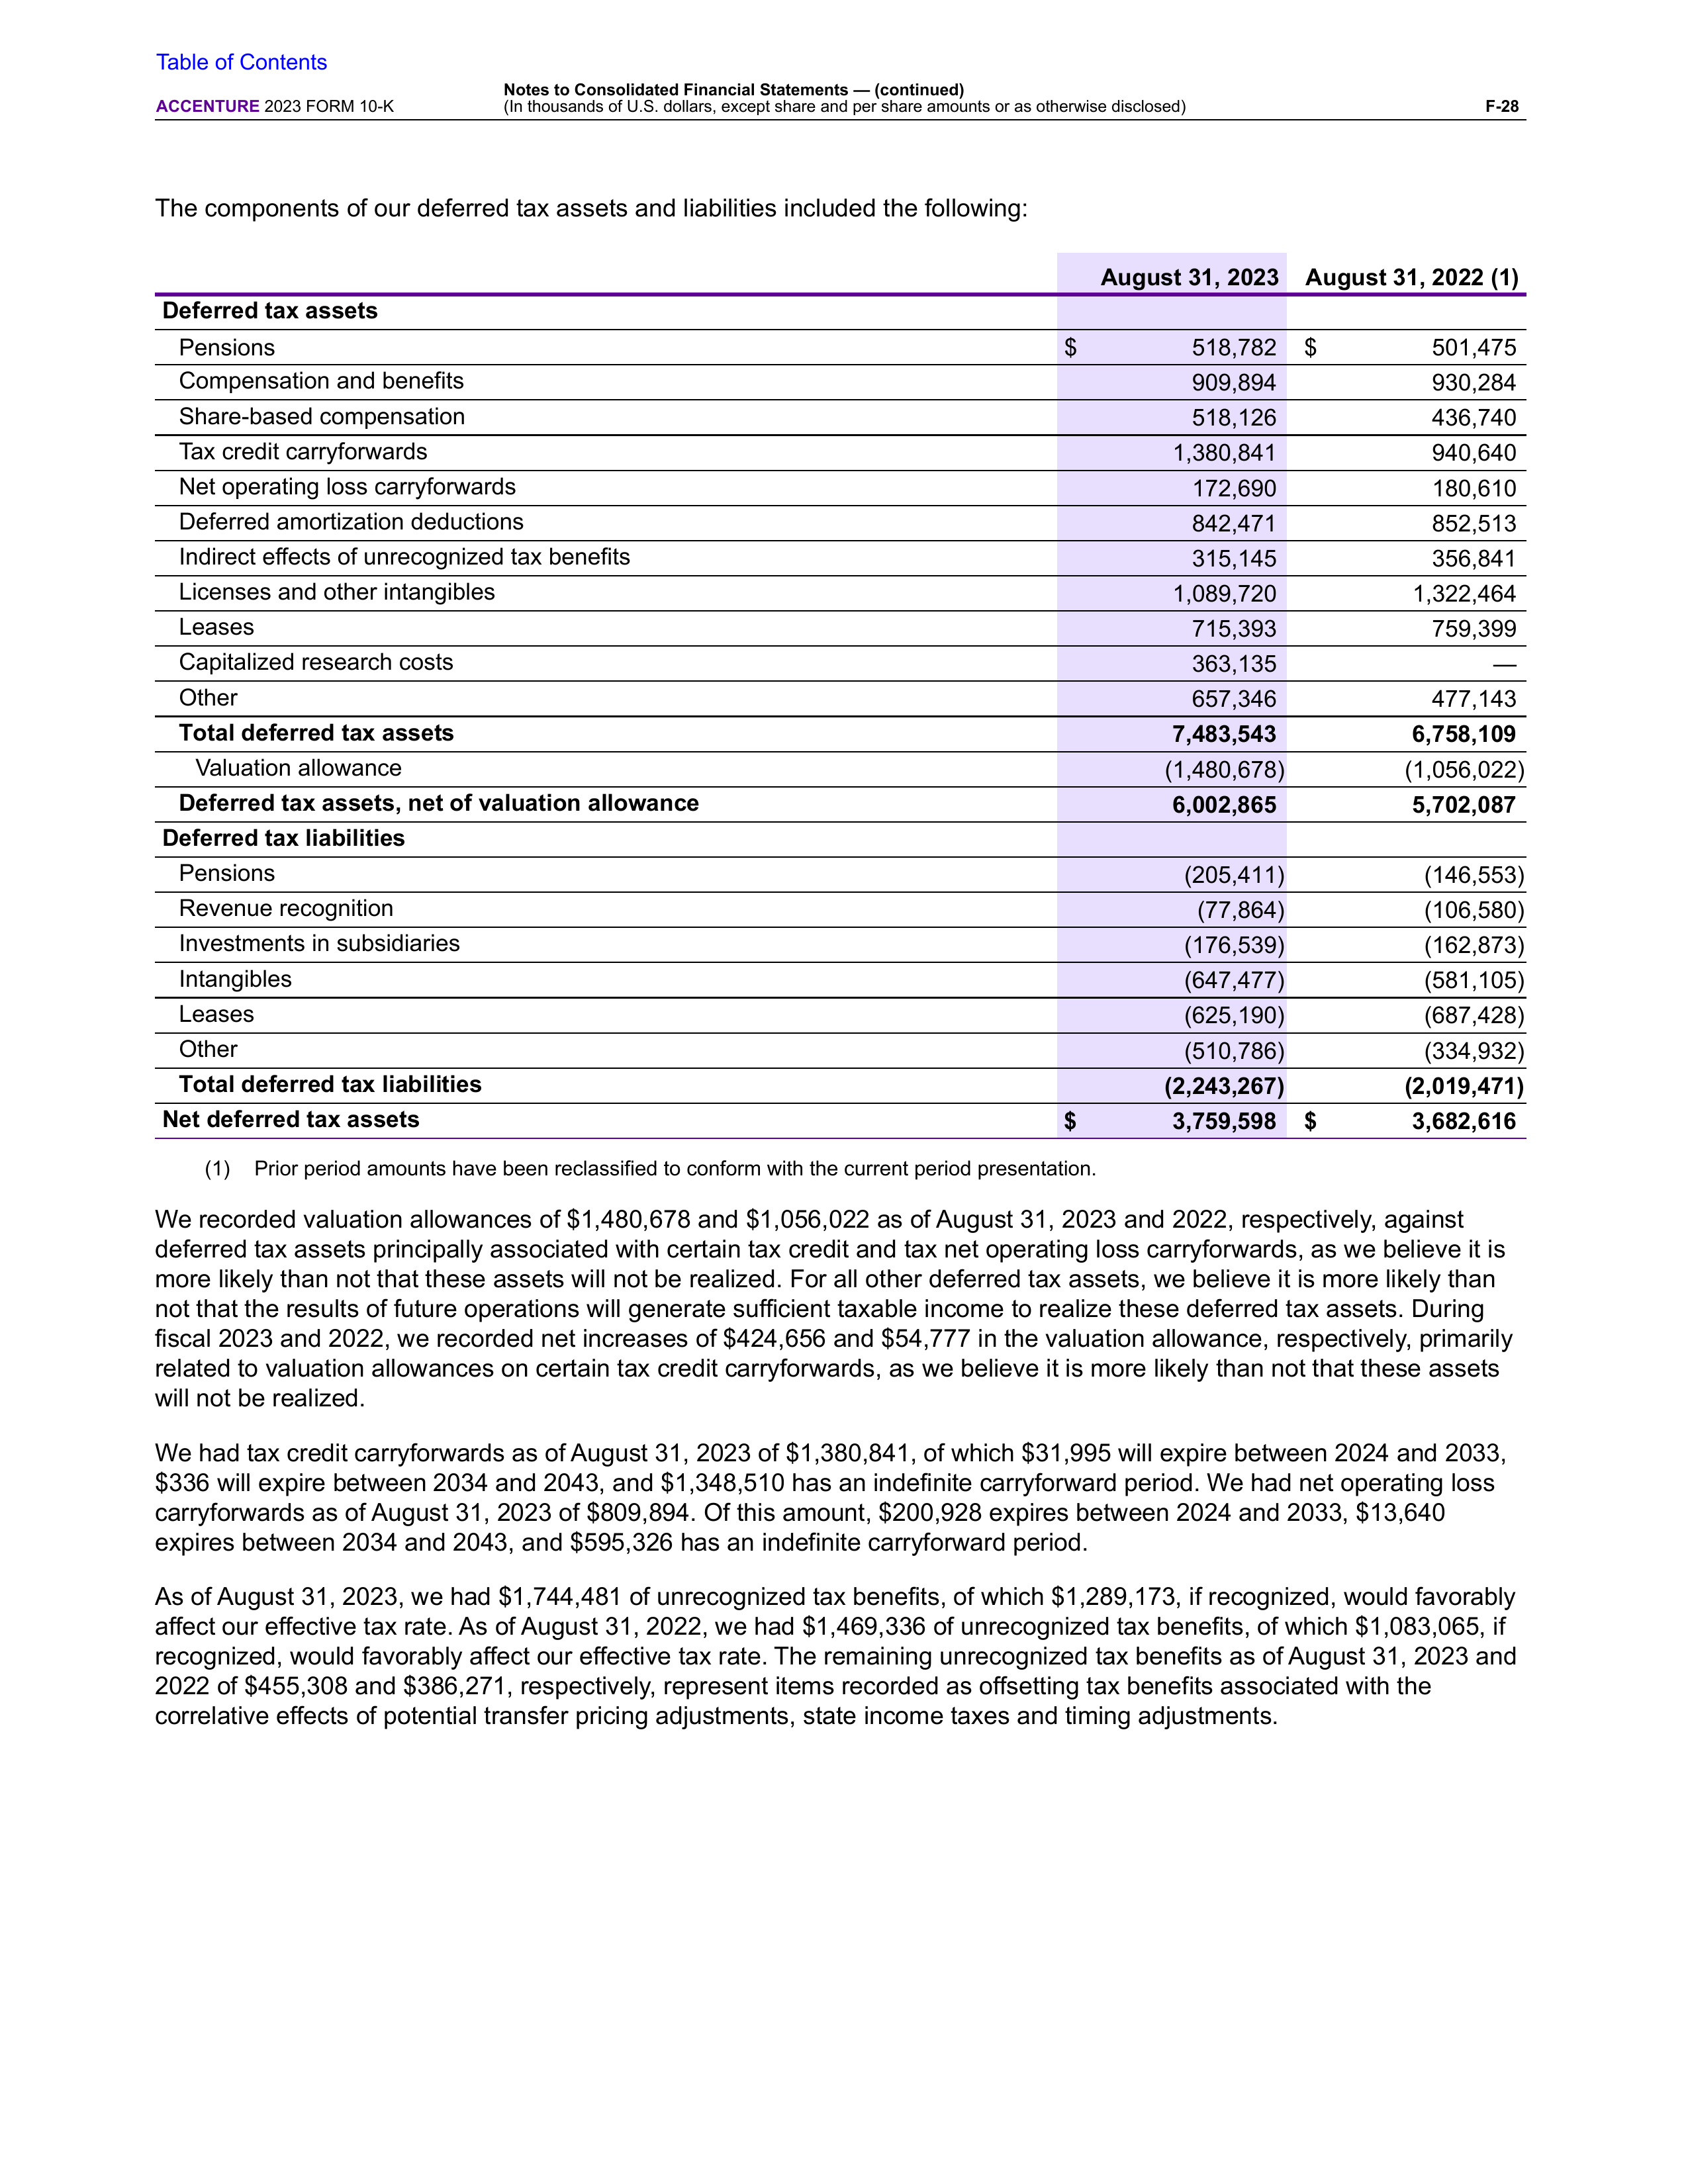 Table of Contents
Notes to Consolidated Financial Statements — (continued)
ACCENTURE 2023 FORM 10-K (In thousands of U.S. dollars, except share and per share amounts or as otherwise disclosed) F-28
The components of our deferred tax assets and liabilities included the following:
August 31, 2023 August 31, 2022 (1)
Deferred tax assets
Pensions $ 518,782 $ 501,475
Compensation and benefits 909,894 930,284
Share-based compensation 518,126 436,740
Tax credit carryforwards 1,380,841 940,640
Net operating loss carryforwards 172,690 180,610
Deferred amortization deductions 842,471 852,513
Indirect effects of unrecognized tax benefits 315,145 356,841
Licenses and other intangibles 1,089,720 1,322,464
Leases 715,393 759,399
Capitalized research costs 363,135 —
Other 657,346 477,143
Total deferred tax assets 7,483,543 6,758,109
Valuation allowance (1,480,678) (1,056,022)
Deferred tax assets, net of valuation allowance 6,002,865 5,702,087
Deferred tax liabilities
Pensions (205,411) (146,553)
Revenue recognition (77,864) (106,580)
Investments in subsidiaries (176,539) (162,873)
Intangibles (647,477) (581,105)
Leases (625,190) (687,428)
Other (510,786) (334,932)
Total deferred tax liabilities (2,243,267) (2,019,471)
Net deferred tax assets $ 3,759,598 $ 3,682,616
(1) Prior period amounts have been reclassified to conform with the current period presentation.
We recorded valuation allowances of $1,480,678 and $1,056,022 as of August 31, 2023 and 2022, respectively, against
deferred tax assets principally associated with certain tax credit and tax net operating loss carryforwards, as we believe it is
more likely than not that these assets will not be realized. For all other deferred tax assets, we believe it is more likely than
not that the results of future operations will generate sufficient taxable income to realize these deferred tax assets. During
fiscal 2023 and 2022, we recorded net increases of $424,656 and $54,777 in the valuation allowance, respectively, primarily
related to valuation allowances on certain tax credit carryforwards, as we believe it is more likely than not that these assets
will not be realized.
We had tax credit carryforwards as of August 31, 2023 of $1,380,841, of which $31,995 will expire between 2024 and 2033,
$336 will expire between 2034 and 2043, and $1,348,510 has an indefinite carryforward period. We had net operating loss
carryforwards as of August 31, 2023 of $809,894. Of this amount, $200,928 expires between 2024 and 2033, $13,640
expires between 2034 and 2043, and $595,326 has an indefinite carryforward period.
As of August 31, 2023, we had $1,744,481 of unrecognized tax benefits, of which $1,289,173, if recognized, would favorably
affect our effective tax rate. As of August 31, 2022, we had $1,469,336 of unrecognized tax benefits, of which $1,083,065, if
recognized, would favorably affect our effective tax rate. The remaining unrecognized tax benefits as of August 31, 2023 and
2022 of $455,308 and $386,271, respectively, represent items recorded as offsetting tax benefits associated with the
correlative effects of potential transfer pricing adjustments, state income taxes and timing adjustments.